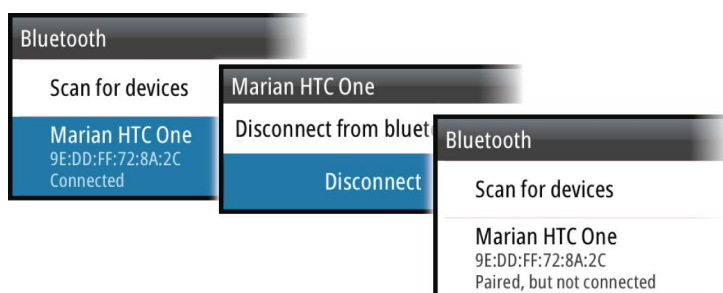 Bluetooth
Scan for devices
Marian HTC One
9E:DD:FF:72:8A:2C
Connected
Marian HTC One
Disconnect from
Disconnect
Bluetooth
Scan for devices
Marian HTC One
9E:DD:FF:72:8A:2C
Paired, but not connected